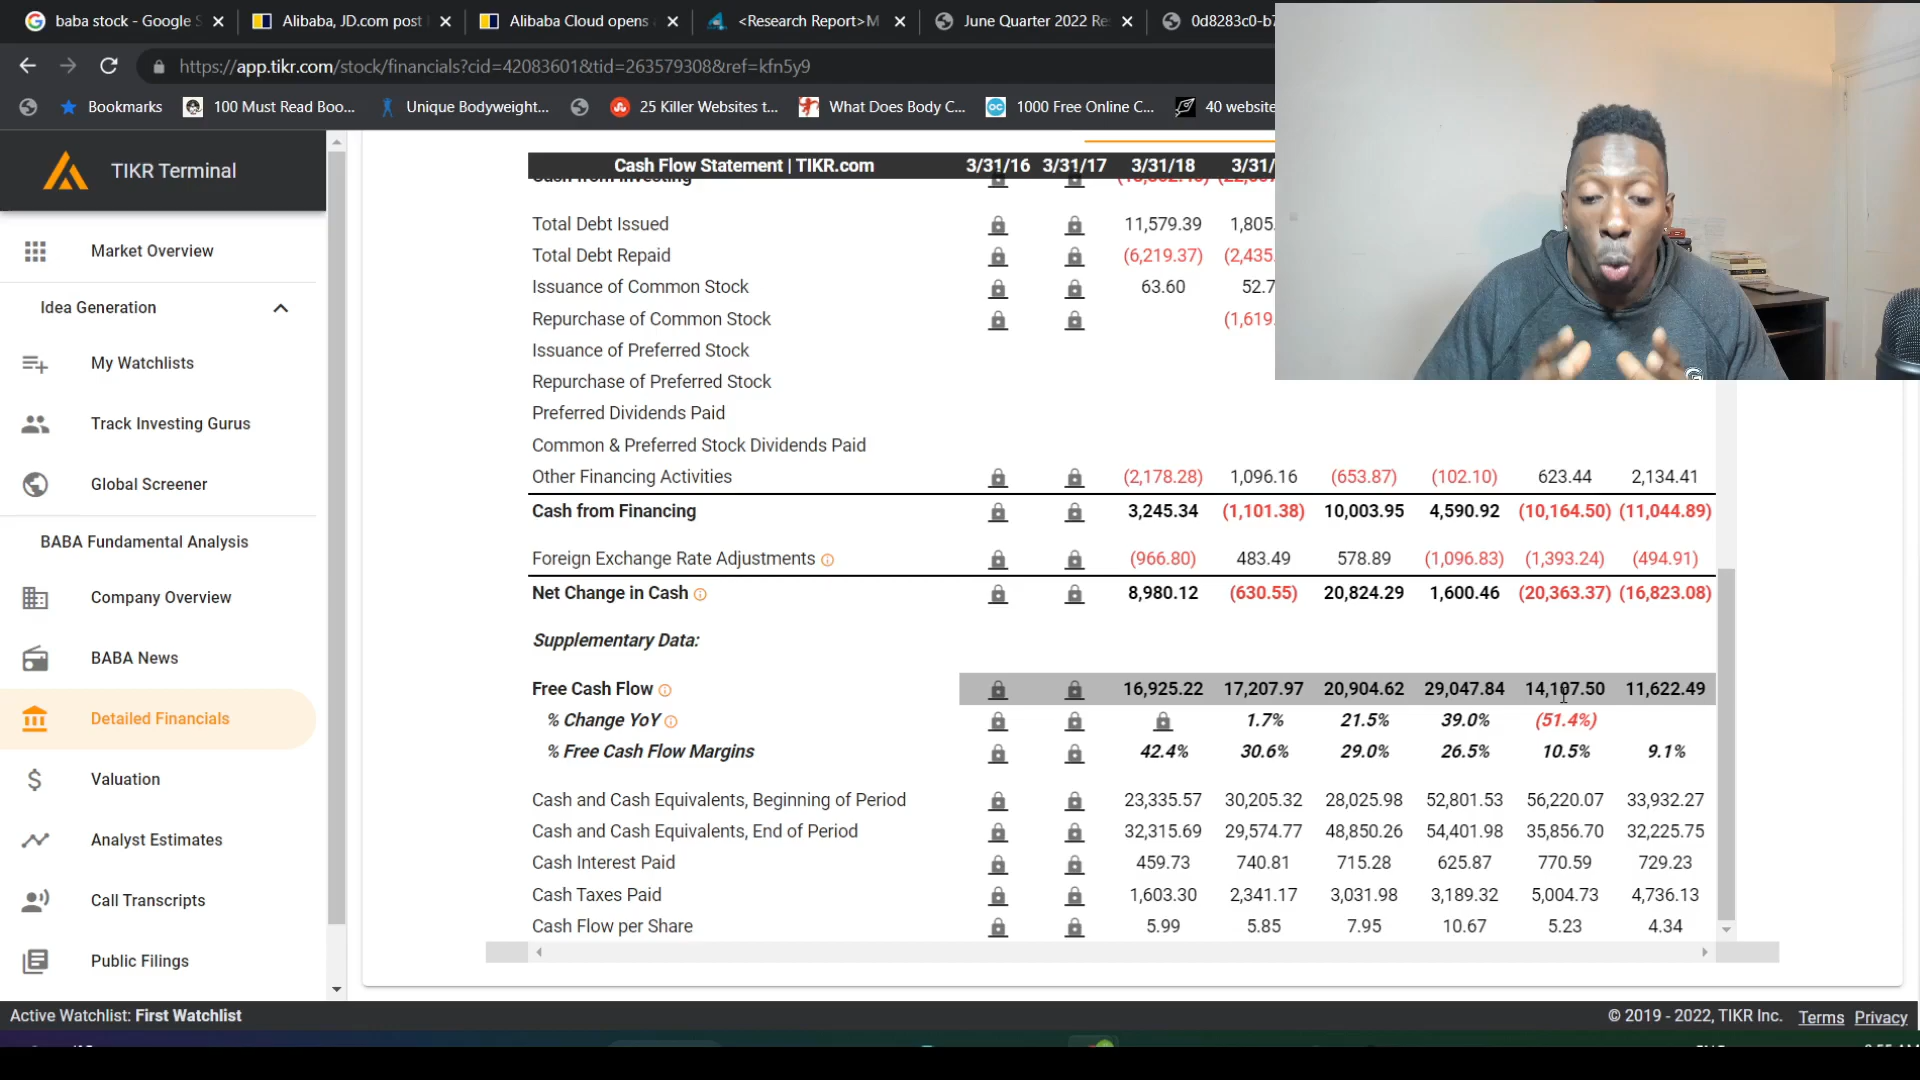 baba stock - Google S
Alibaba, JD.com post
Alibaba Cloud opens
<Research Report>M
June Quarter 2022 Re
0d8283c0-b7
https://app.tikr.com/stock/financials?cid=42083601&tid=263579308&ref=kfn5y9
Bookmarks
100 Must Read Boo...
Unique Bodyweight...
25 Killer Websites t...
What Does Body C...
1000 Free Online C...
40 website
TIKR Terminal
Market Overview
Idea Generation
My Watchlists
Track Investing Gurus
Global Screener
BABA Fundamental Analysis
Company Overview
BABA News
Detailed Financials
Valuation
Analyst Estimates
Call Transcripts
Public Filings
Cash Flow Statement | TIKR.com 3/31/16 3/31/17 3/31/18 3/31/
Cash from Investing
Total Debt Issued 11,579.39 1,805.
Total Debt Repaid (6,219.37) (2,435.
Issuance of Common Stock 63.60 52.7
Repurchase of Common Stock (1,619.
Issuance of Preferred Stock
Repurchase of Preferred Stock
Preferred Dividends Paid
Common & Preferred Stock Dividends Paid
Other Financing Activities (2,178.28) 1,096.16 (653.87) (102.10) 623.44 2,134.41
Cash from Financing 3,245.34 (1,101.38) 10,003.95 4,590.92 (10,164.50) (11,044.89)
Foreign Exchange Rate Adjustments (966.80) 483.49 578.89 (1,096.83) (1,393.24) (494.91)
Net Change in Cash 8,980.12 (630.55) 20,824.29 1,600.46 (20,363.37) (16,823.08)
Supplementary Data:
Free Cash Flow 16,925.22 17,207.97 20,904.62 29,047.84 14,107.50 11,622.49
% Change YoY 1.7% 21.5% 39.0% (51.4%)
% Free Cash Flow Margins 42.4% 30.6% 29.0% 26.5% 10.5% 9.1%
Cash and Cash Equivalents, Beginning of Period 23,335.57 30,205.32 28,025.98 52,801.53 56,220.07 33,932.27
Cash and Cash Equivalents, End of Period 32,315.69 29,574.77 48,850.26 54,401.98 35,856.70 32,225.75
Cash Interest Paid 459.73 740.81 715.28 625.87 770.59 729.23
Cash Taxes Paid 1,603.30 2,341.17 3,031.98 3,189.32 5,004.73 4,736.13
Cash Flow per Share 5.99 5.85 7.95 10.67 5.23 4.34
Active Watchlist: First Watchlist
© 2019 - 2022, TIKR Inc. Terms Privacy